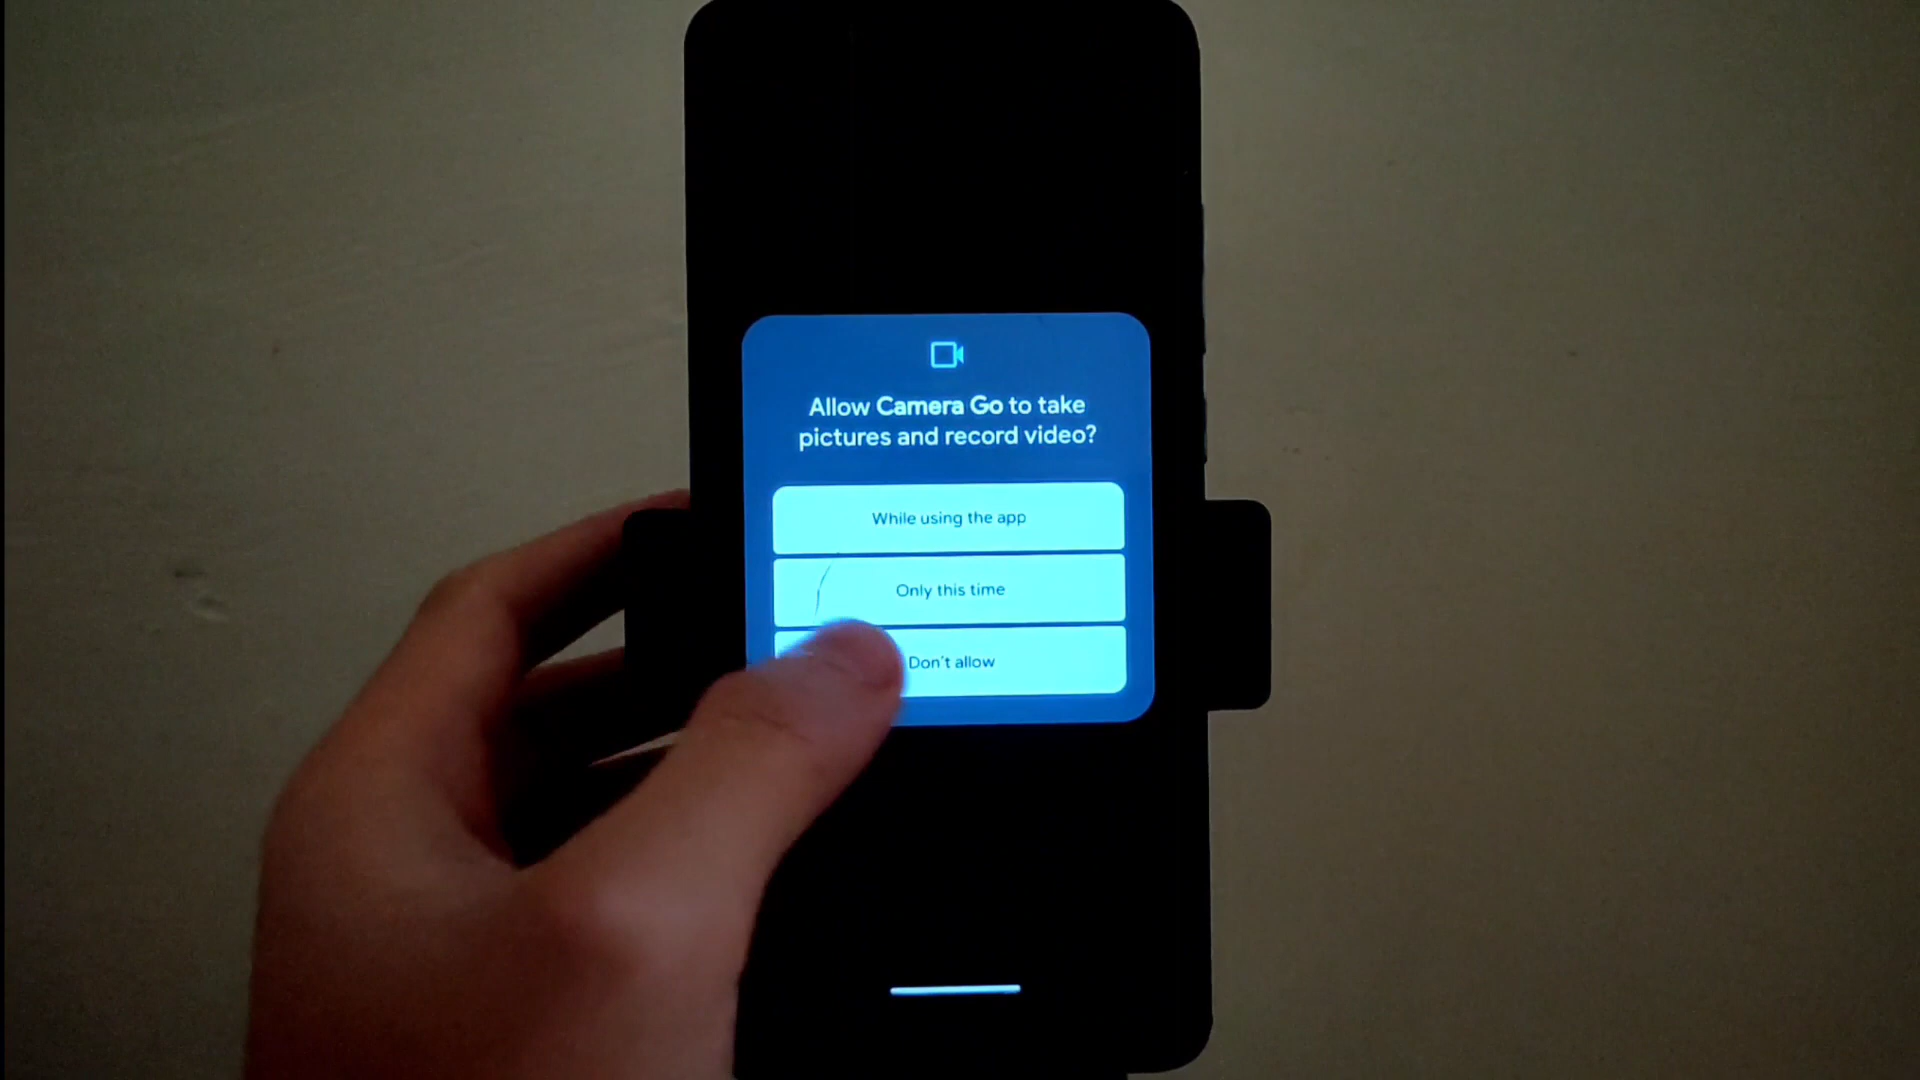 Allow Camera Go to take
pictures and record video?
While using the app
Only this time
Don't allow